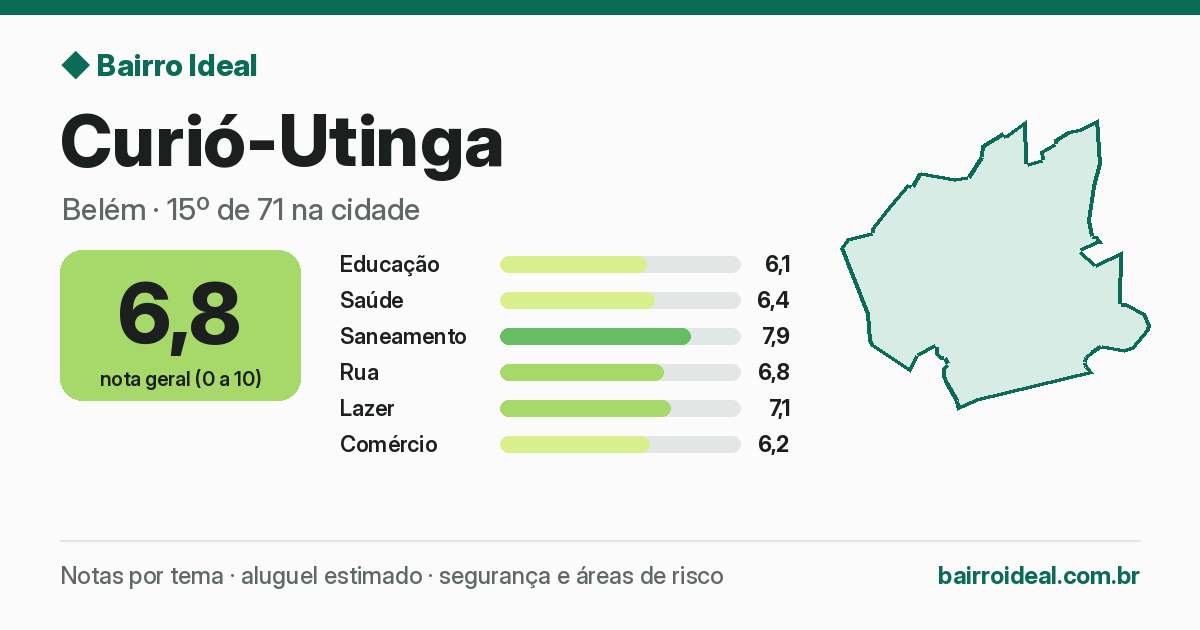 Bairro Ideal
Curió-Utinga
Belém · 15º de 71 na cidade
6,8
nota geral (0 a 10)
Educação 6,1
Saúde 6,4
Saneamento 7,9
Rua 6,8
Lazer 7,1
Comércio 6,2
Notas por tema · aluguel estimado · segurança e áreas de risco
bairroideal.com.br